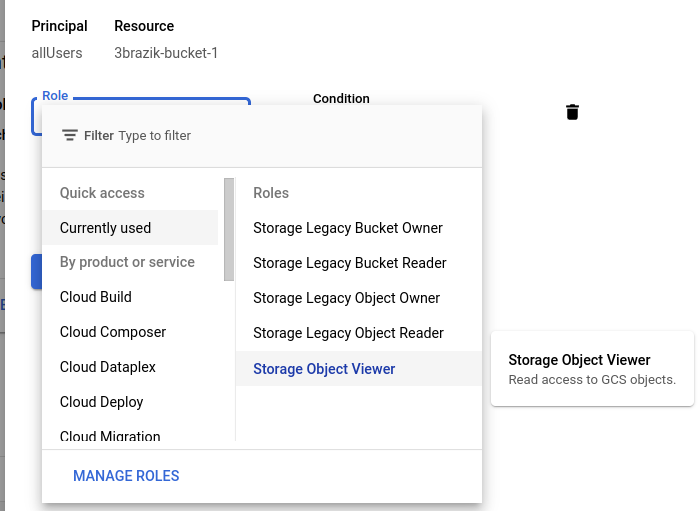 Principal
Resource
allUsers
3brazik-bucket-1
Role
Condition
Filter Type to filter
Quick access
Currently used
By product or service
Cloud Build
Cloud Composer
Cloud Dataplex
Cloud Deploy
Cloud Migration
Roles
Storage Legacy Bucket Owner
Storage Legacy Bucket Reader
Storage Legacy Object Owner
Storage Legacy Object Reader
Storage Object Viewer
Storage Object Viewer
Read access to GCS objects.
MANAGE ROLES